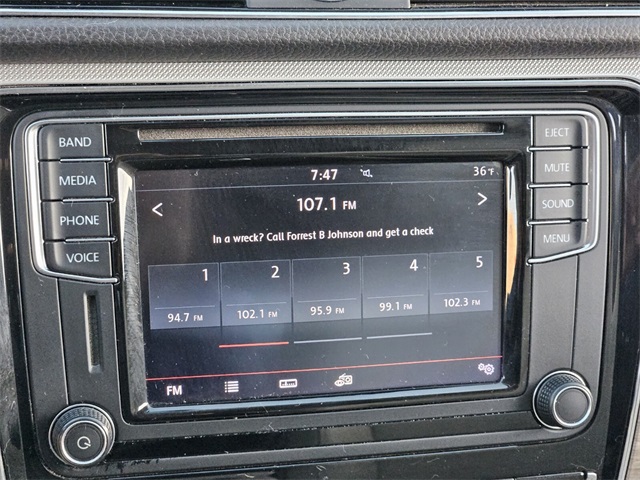 BAND
MEDIA
PHONE
VOICE
EJECT
MUTE
SOUND
MENU
7:47
36°F
< 107.1 FM >
In a wreck? Call Forrest B Johnson and get a check
1 2 3 4 5
94.7 FM 102.1 FM 95.9 FM 99.1 FM 102.3 FM
FM